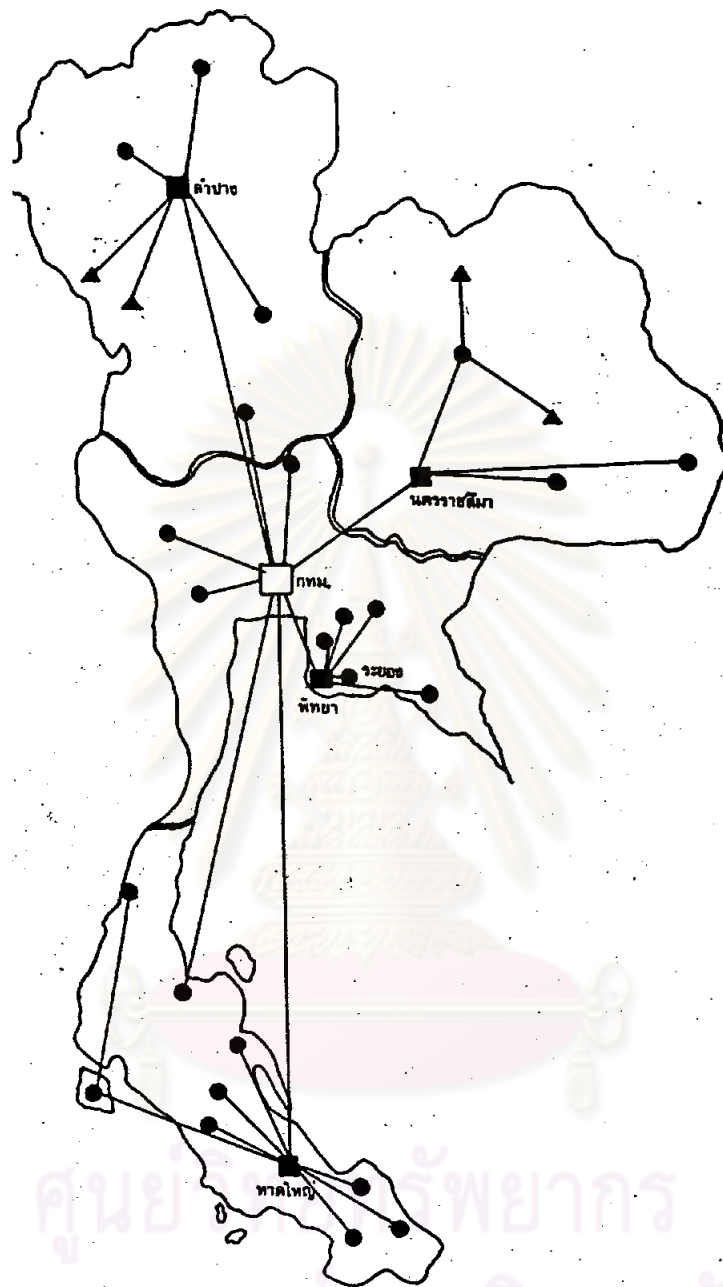 ลำปาง
นครราชสีมา
กทม.
ระยอง
พัทยา
หาดใหญ่
ศูนย์วิทยทรัพยากร